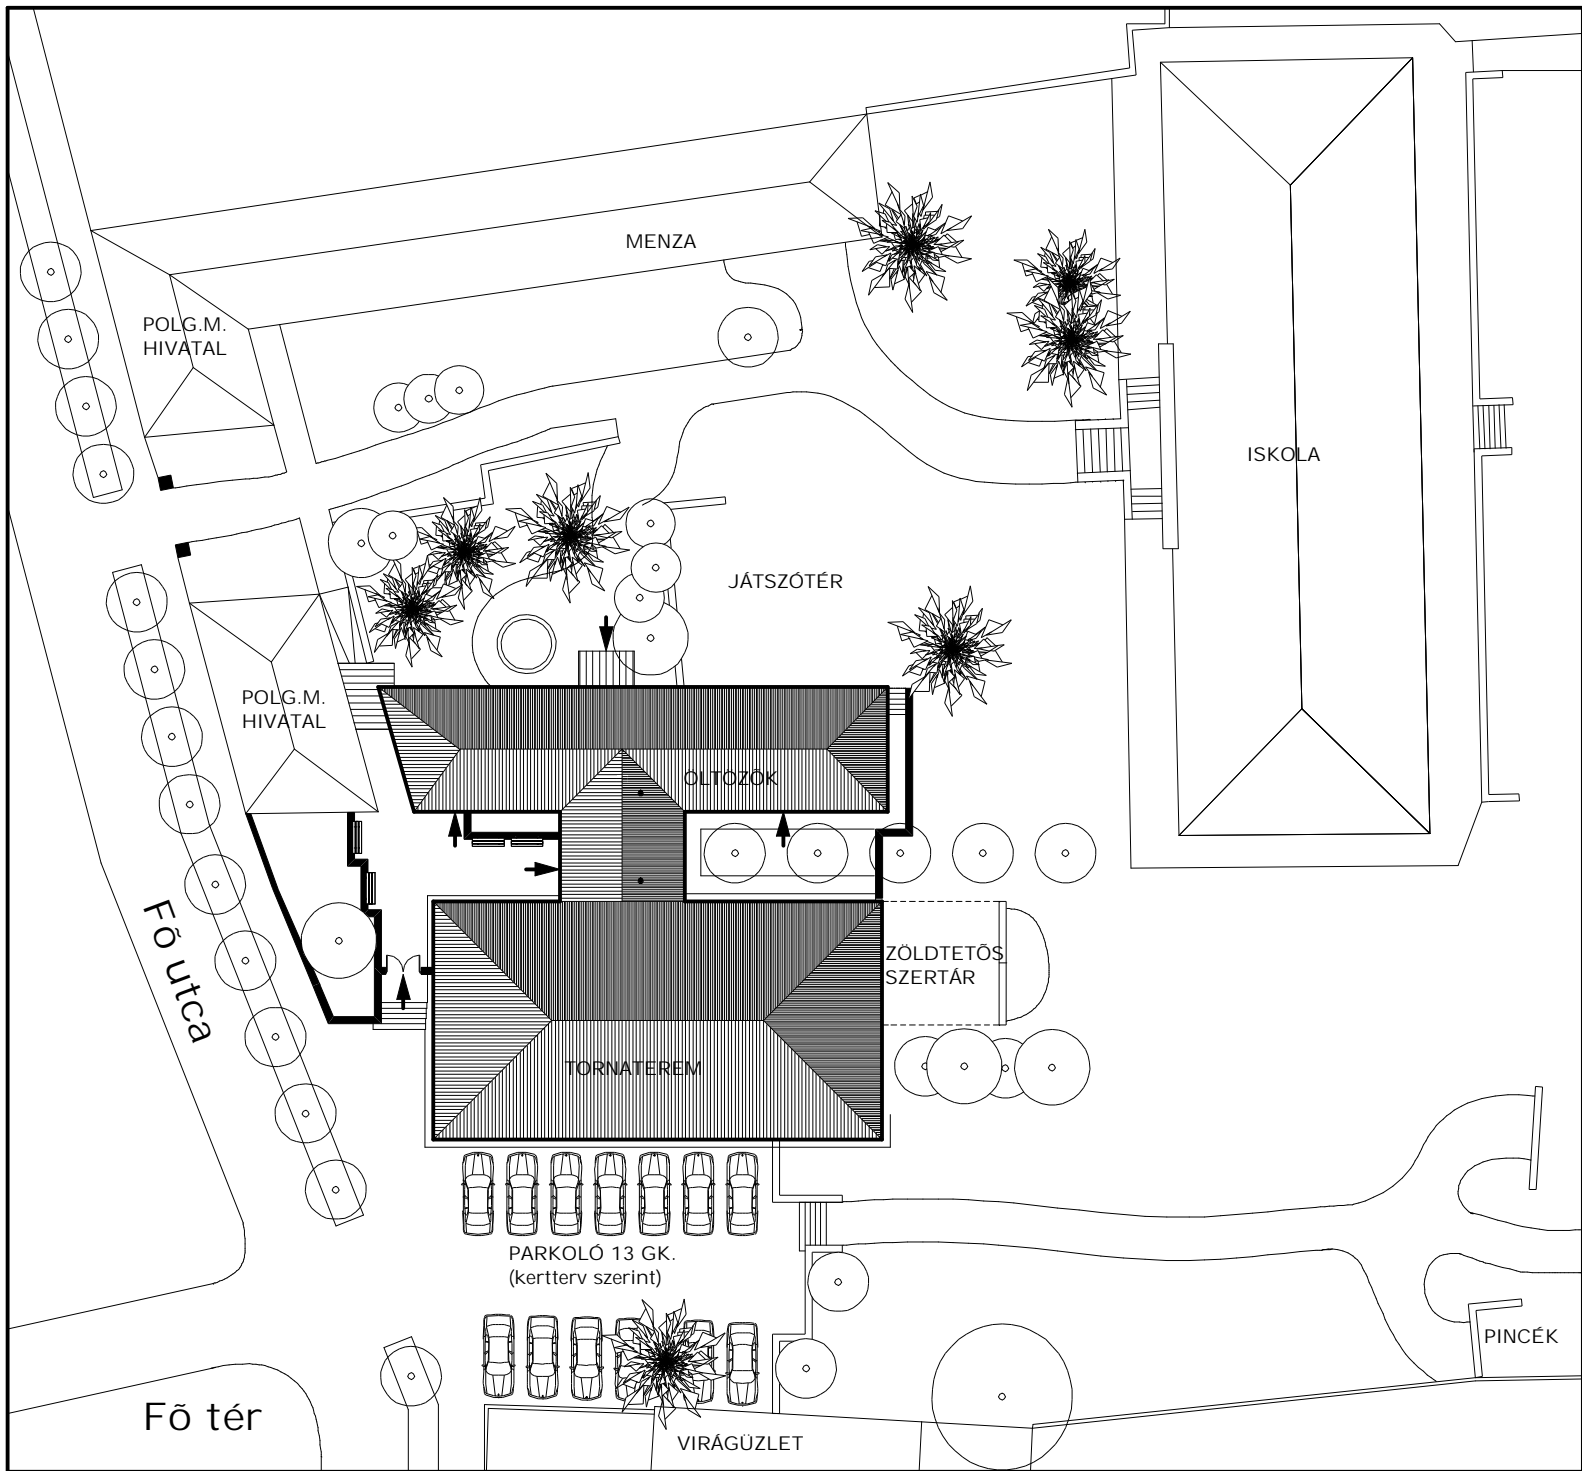 MENZA
POLG.M.
HIVATAL
ISKOLA
JÁTSZÓTÉR
POLG.M.
HIVATAL
ÖLTÖZŐK
Fõ utca
ZÖLDTETÕS
SZERTÁR
TORNATEREM
PARKOLÓ 13 GK.
(kertterv szerint)
PINCÉK
Fõ tér
VIRÁGÜZLET